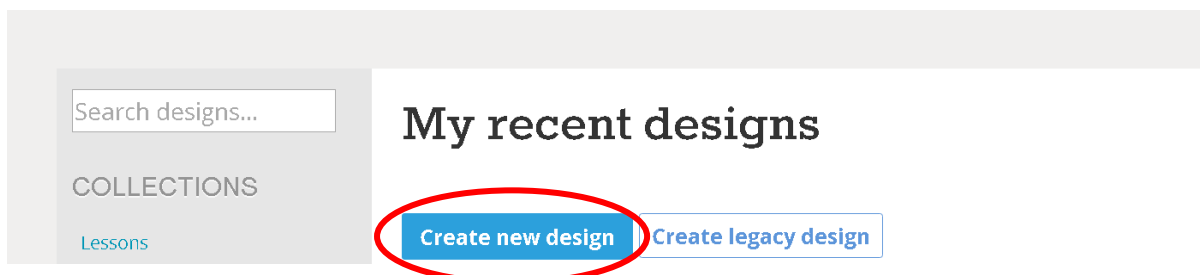 Search designs...
COLLECTIONS
Lessons
My recent designs
Create new design
Create legacy design